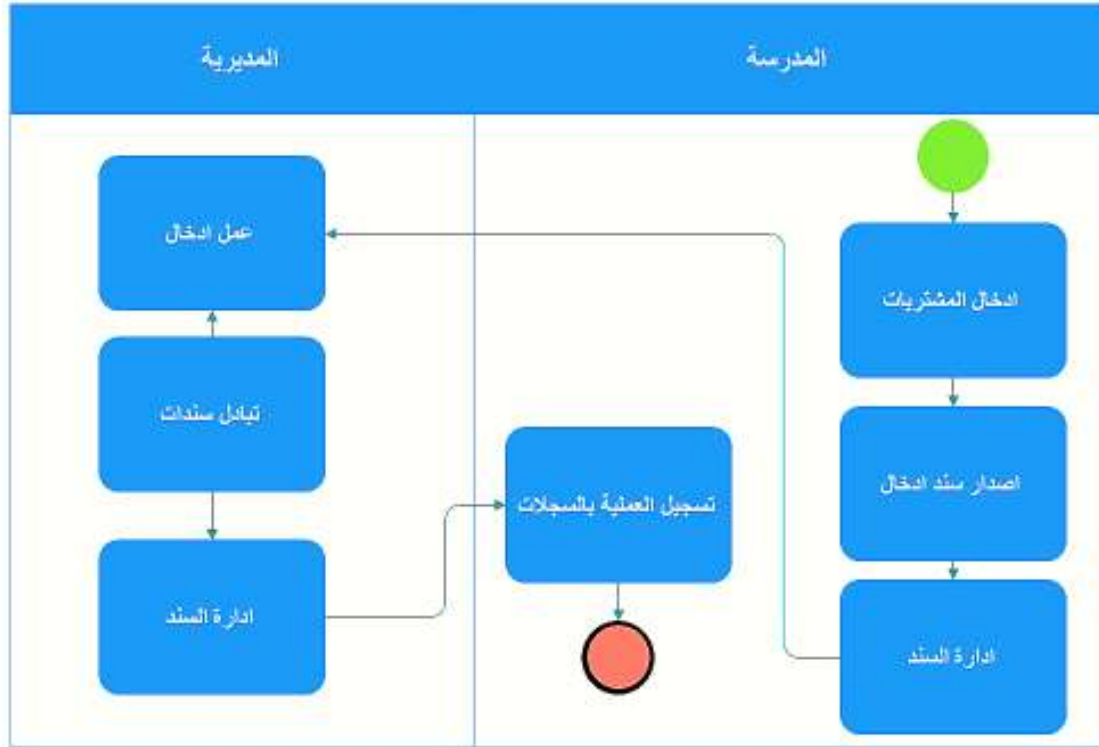 المدرسة
المديرية
ادخال المشتريات
اصدار سند ادخال
ادارة السند
عمل ادخال
تبادل سندات
ادارة السند
تسجيل العملية بالسجلات